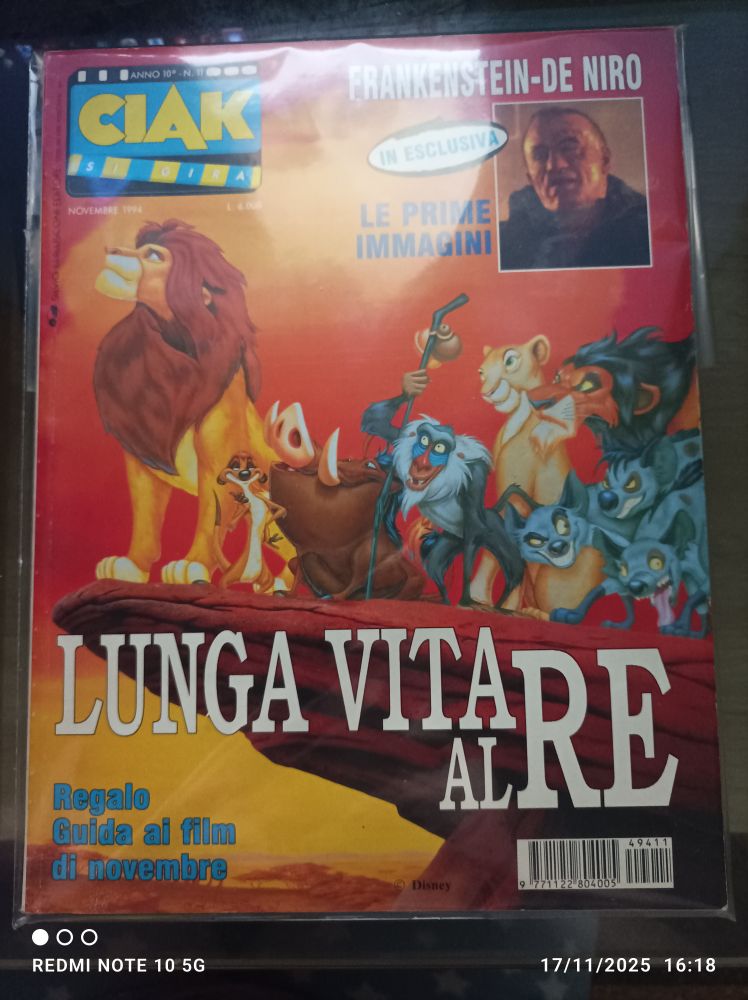 ANNO 10° - N. 11
CIAK
SI GIRA
NOVEMBRE 1994
L. 6.000
FRANKENSTEIN-DE NIRO
IN ESCLUSIVA
LE PRIME
IMMAGINI
LUNGA VITA
AL RE
Regalo
Guida ai film
di novembre
© Disney
49411
9 771122 804005
REDMI NOTE 10 5G
17/11/2025 16:18